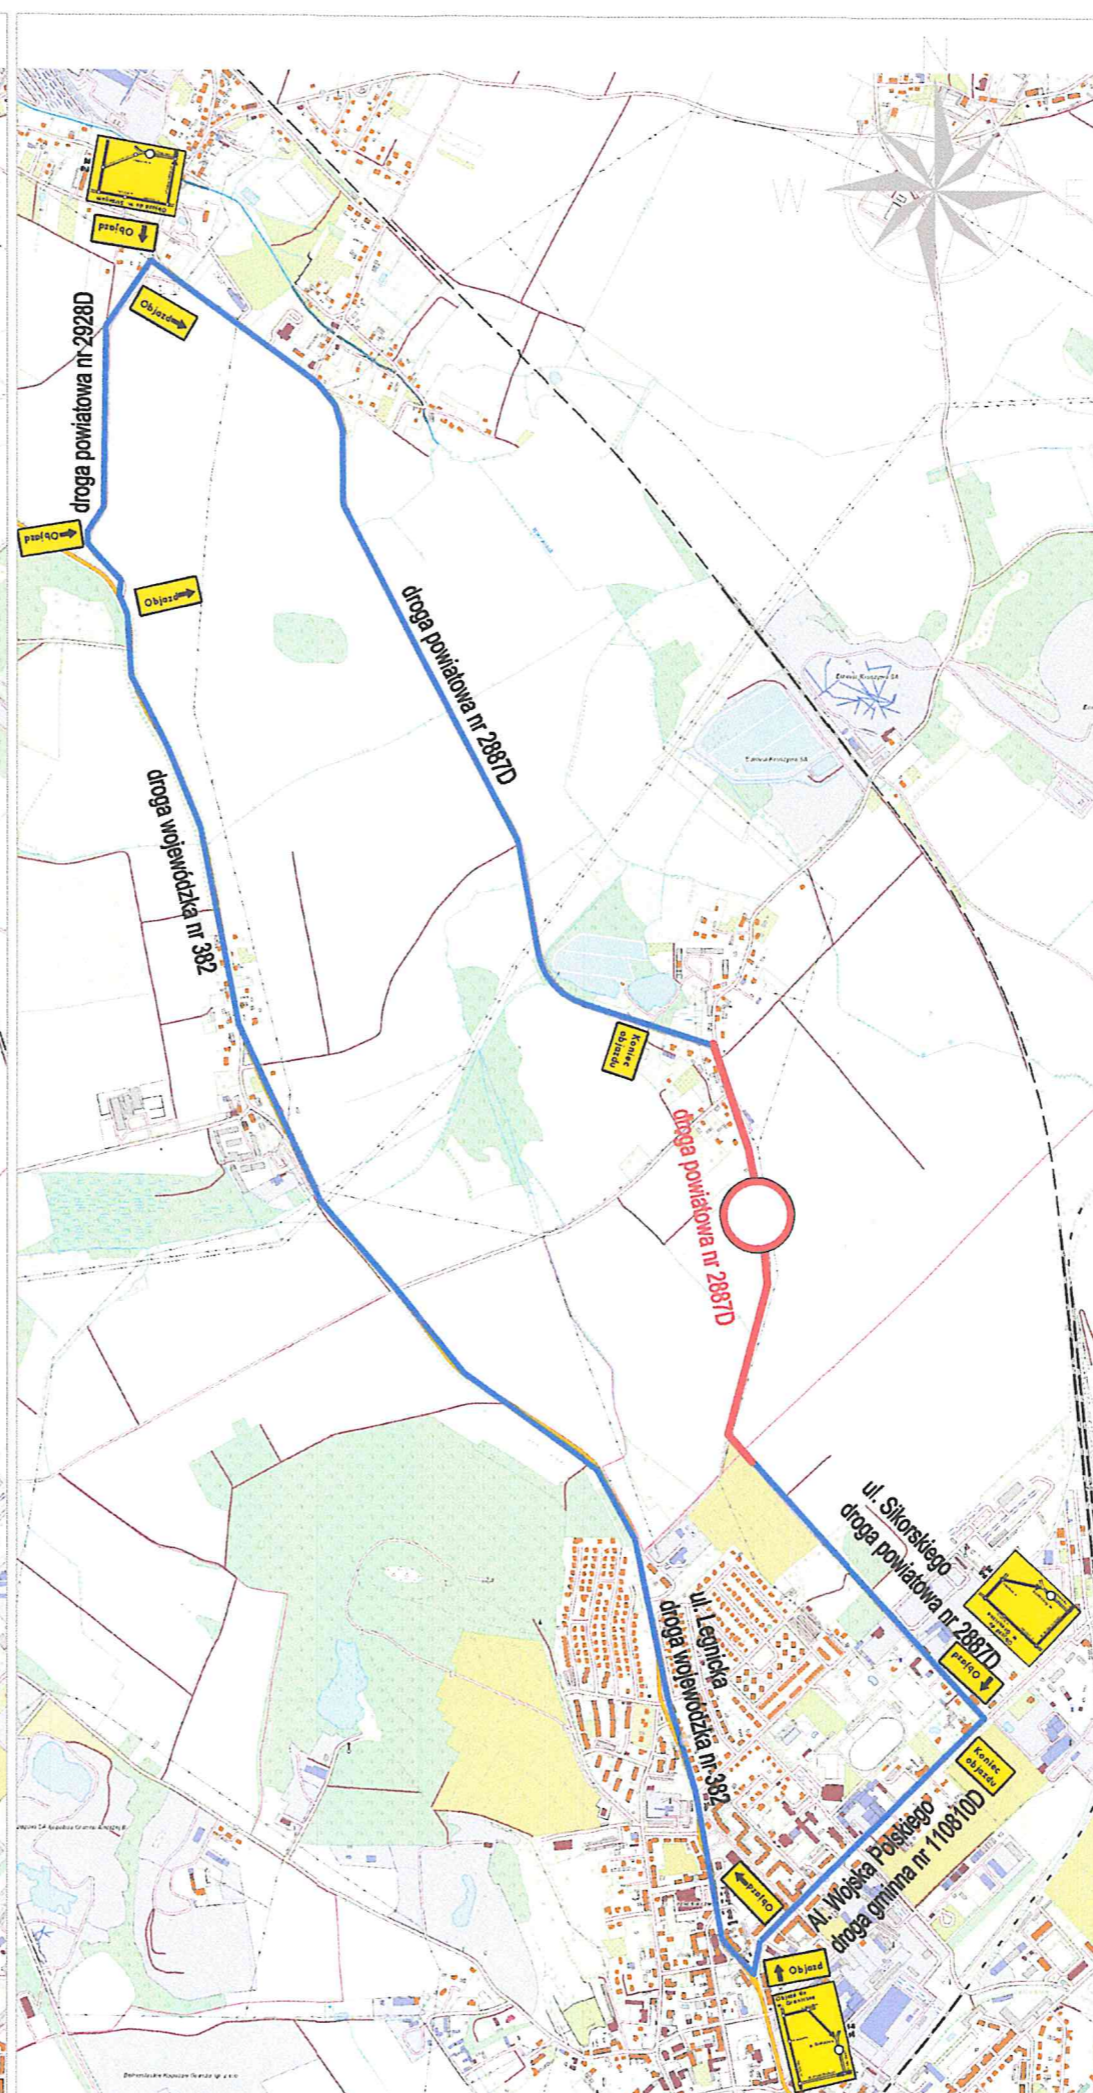 N
W
E
S
Objazd
Objazd
droga powiatowa nr 2928D
Objazd
Objazd
droga powiatowa nr 2887D
droga wojewódzka nr 382
Koniec
objazdu
droga powiatowa nr 2887D
ul. Sikorskiego
droga powiatowa nr 2887D
Objazd
Koniec
objazdu
ul. Legnicka
droga wojewódzka nr 382
Al. Wojska Polskiego
droga gminna nr 110810D
Objazd
Objazd
Objazd do